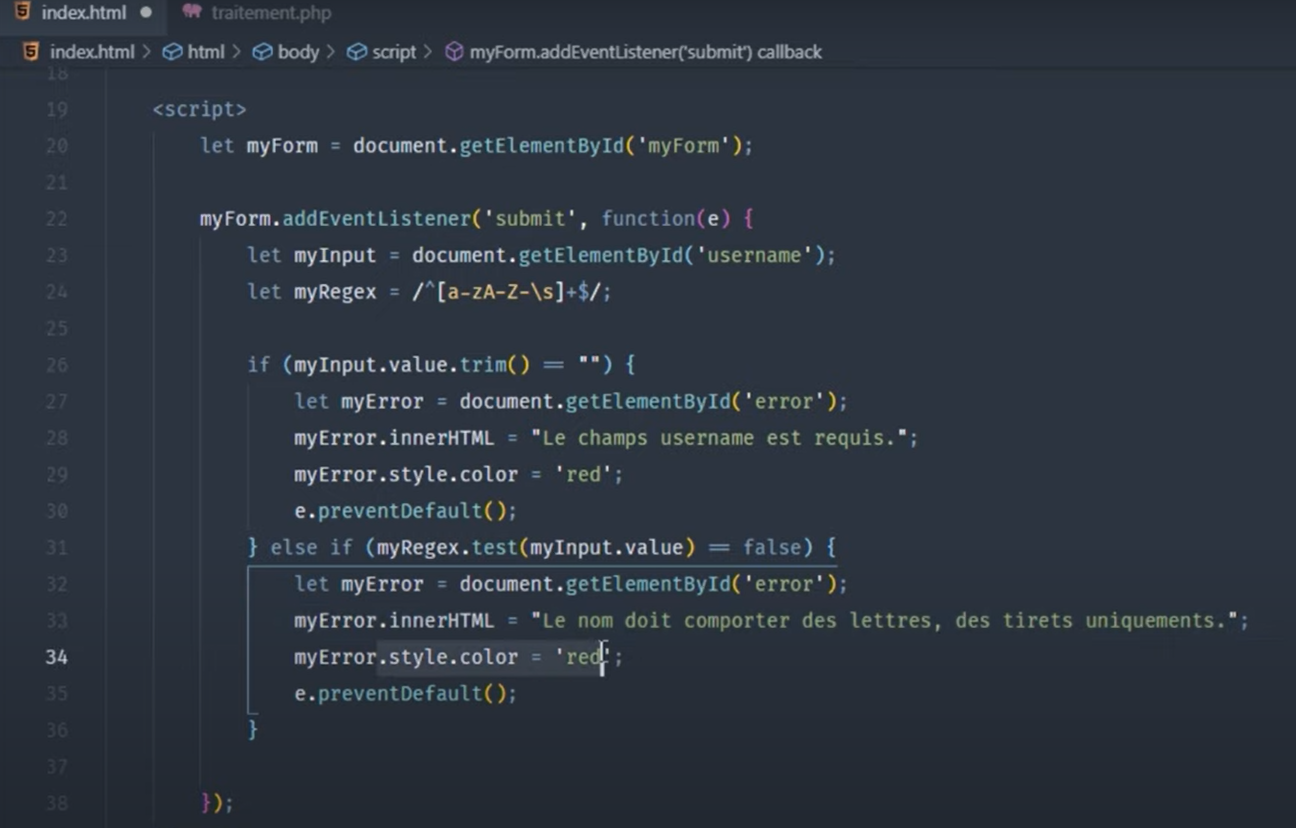 index.html ● traitement.php
index.html > html > body > script > myForm.addEventListener('submit') callback
18
19 <script>
20 let myForm = document.getElementById('myForm');
21
22 myForm.addEventListener('submit', function(e) {
23 let myInput = document.getElementById('username');
24 let myRegex = /^[a-zA-Z-\s]+$/;
25
26 if (myInput.value.trim() == "") {
27 let myError = document.getElementById('error');
28 myError.innerHTML = "Le champs username est requis.";
29 myError.style.color = 'red';
30 e.preventDefault();
31 } else if (myRegex.test(myInput.value) == false) {
32 let myError = document.getElementById('error');
33 myError.innerHTML = "Le nom doit comporter des lettres, des tirets uniquements.";
34 myError.style.color = 'red';
35 e.preventDefault();
36 }
37
38 });